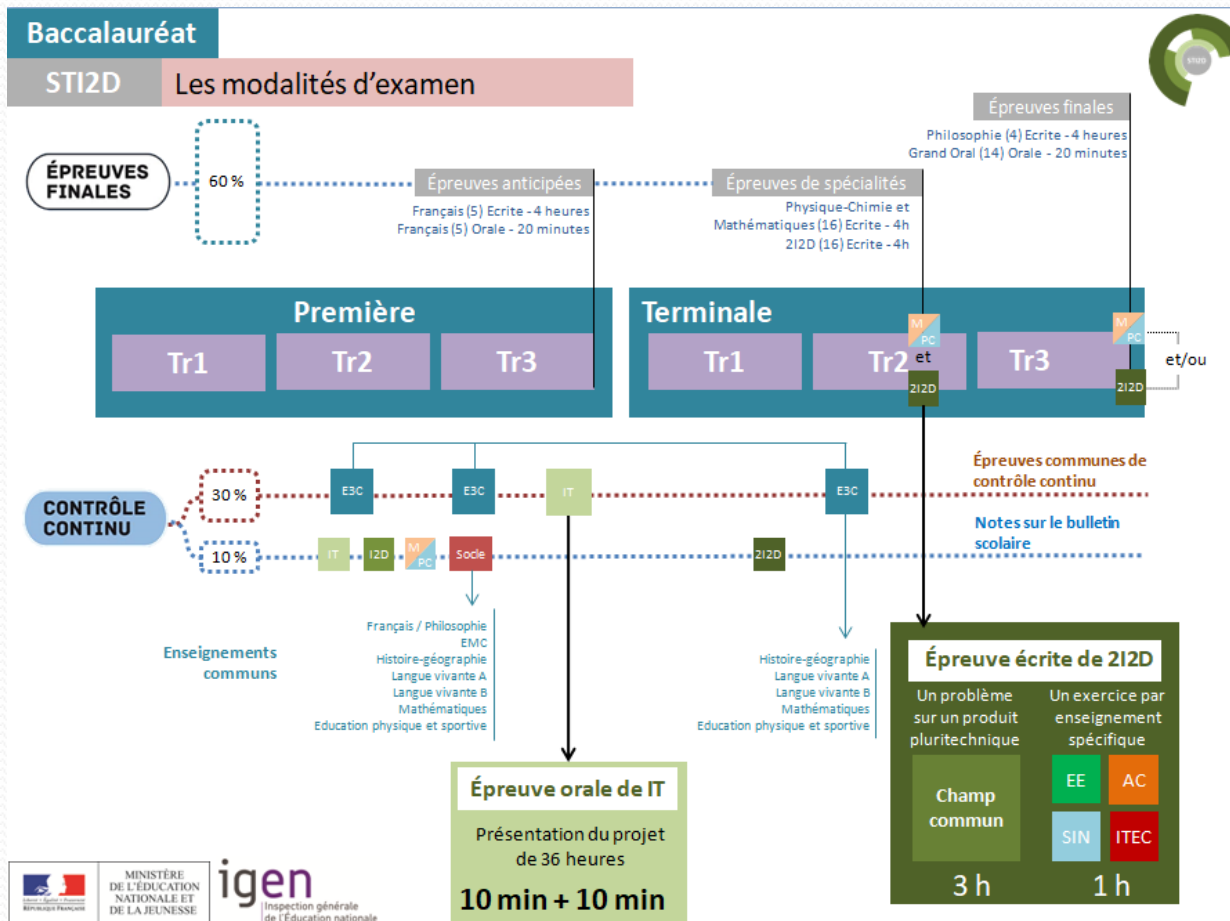 Baccalauréat
STI2D
Les modalités d'examen
STI2D
Épreuves finales
Philosophie (4) Ecrite - 4 heures
Grand Oral (14) Orale - 20 minutes
ÉPREUVES
FINALES
60 %
Épreuves anticipées
Français (5) Ecrite - 4 heures
Français (5) Orale - 20 minutes
Épreuves de spécialités
Physique-Chimie et
Mathématiques (16) Ecrite - 4h
2I2D (16) Ecrite - 4h
Première
Tr1
Tr2
Tr3
Terminale
Tr1
Tr2
Tr3
M
PC
et
2I2D
M
PC
2I2D
et/ou
CONTRÔLE
CONTINU
30 %
E3C
E3C
IT
E3C
Épreuves communes de
contrôle continu
10 %
IT
I2D
M
PC
Socle
2I2D
Notes sur le bulletin
scolaire
Enseignements
communs
Français / Philosophie
EMC
Histoire-géographie
Langue vivante A
Langue vivante B
Mathématiques
Education physique et sportive
Histoire-géographie
Langue vivante A
Langue vivante B
Mathématiques
Education physique et sportive
Épreuve orale de IT
Présentation du projet
de 36 heures
10 min + 10 min
Épreuve écrite de 2I2D
Un problème
sur un produit
pluritechnique
Champ
commun
3 h
Un exercice par
enseignement
spécifique
EE
AC
SIN
ITEC
1 h
Liberté • Égalité • Fraternité
RÉPUBLIQUE FRANÇAISE
MINISTÈRE
DE L'ÉDUCATION
NATIONALE ET
DE LA JEUNESSE
igen
Inspection générale
de l'Éducation nationale